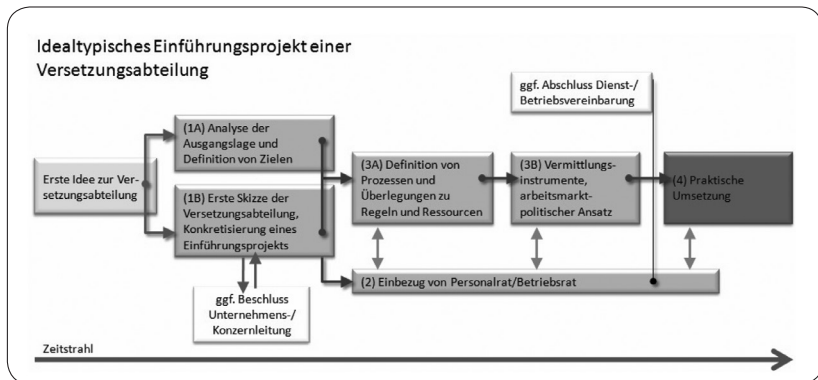 Idealtypisches Einführungsprojekt einer
Versetzungsabteilung
ggf. Abschluss Dienst-/
Betriebsvereinbarung
Erste Idee zur Ver-
setzungsabteilung
(1A) Analyse der
Ausgangslage und
Definition von Zielen
(1B) Erste Skizze der
Versetzungsabteilung,
Konkretisierung eines
Einführungsprojekts
(3A) Definition von
Prozessen und
Überlegungen zu
Regeln und Ressourcen
(3B) Vermittlungs-
instrumente,
arbeitsmarkt-
politischer Ansatz
(4) Praktische
Umsetzung
(2) Einbezug von Personalrat/Betriebsrat
ggf. Beschluss
Unternehmens-/
Konzernleitung
Zeitstrahl